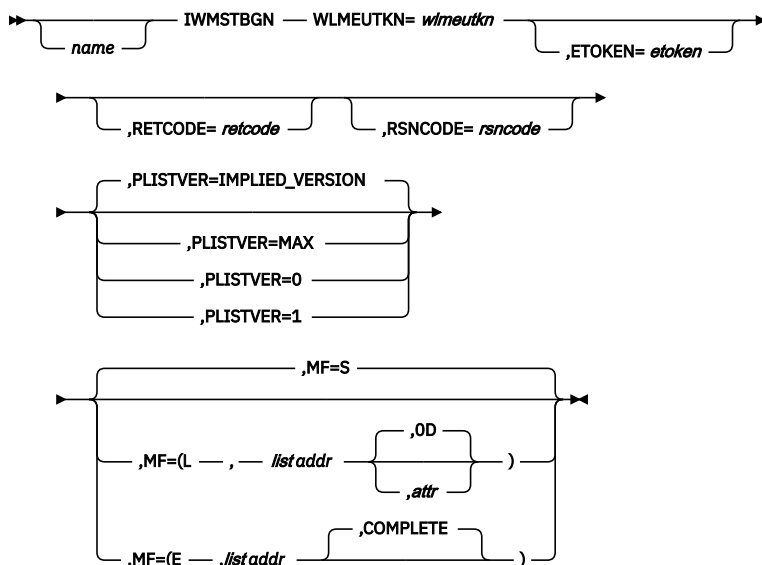 IWMSTBGN WLMEUTKN= wlmeutkn
name
,ETOKEN= etoken
,RETCODE= retcode ,RSNCODE= rsncode
,PLISTVER=IMPLIED_VERSION
,PLISTVER=MAX
,PLISTVER=0
,PLISTVER=1
,MF=S
,0D
,MF=(L , list addr )
,attr
,COMPLETE
,MF=(E ,list addr )